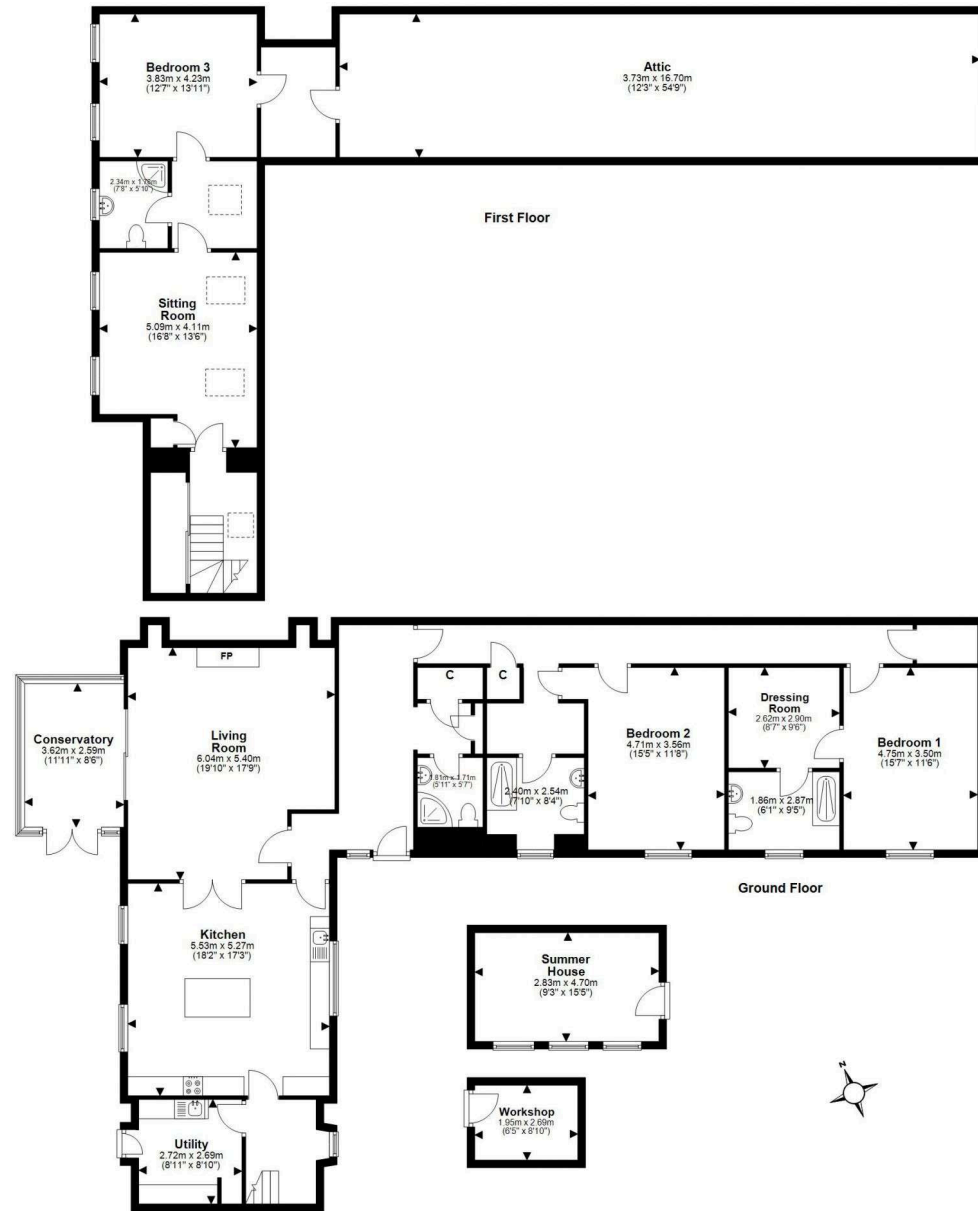 Bedroom 3
3.83m x 4.23m
(12'7" x 13'11")
Attic
3.73m x 16.70m
(12'3" x 54'9")
2.34m x 1.78m
(7'8" x 5'10")
First Floor
Sitting
Room
5.09m x 4.11m
(16'8" x 13'6")
FP
C
C
Conservatory
3.62m x 2.59m
(11'11" x 8'6")
Living
Room
6.04m x 5.40m
(19'10" x 17'9")
1.81m x 1.71m
(5'11" x 5'7")
2.40m x 2.54m
(7'10" x 8'4")
Bedroom 2
4.71m x 3.56m
(15'5" x 11'8")
Dressing
Room
2.62m x 2.90m
(8'7" x 9'6")
1.86m x 2.87m
(6'1" x 9'5")
Bedroom 1
4.75m x 3.50m
(15'7" x 11'6")
Ground Floor
Kitchen
5.53m x 5.27m
(18'2" x 17'3")
Summer
House
2.83m x 4.70m
(9'3" x 15'5")
N
Workshop
1.95m x 2.69m
(6'5" x 8'10")
Utility
2.72m x 2.69m
(8'11" x 8'10")